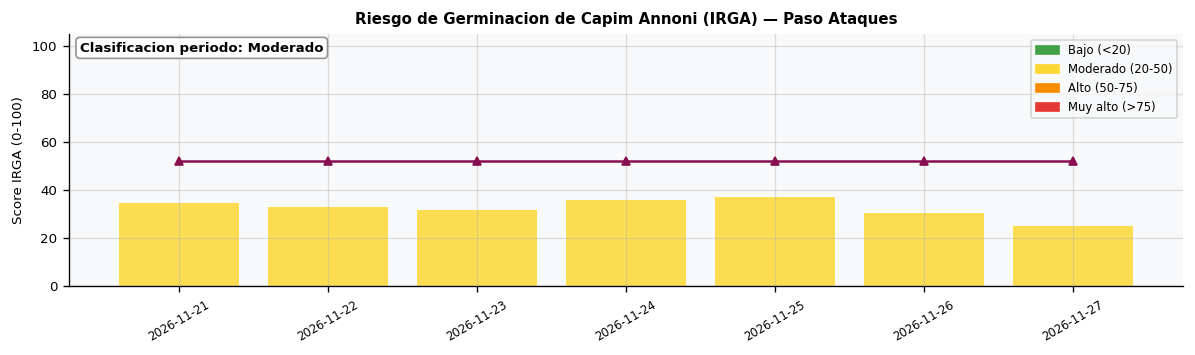 Riesgo de Germinacion de Capim Annoni (IRGA) — Paso Ataques
Clasificacion periodo: Moderado
Bajo (<20)
Moderado (20-50)
Alto (50-75)
Muy alto (>75)
Score IRGA (0-100)
100
80
60
40
20
0
2026-11-21
2026-11-22
2026-11-23
2026-11-24
2026-11-25
2026-11-26
2026-11-27